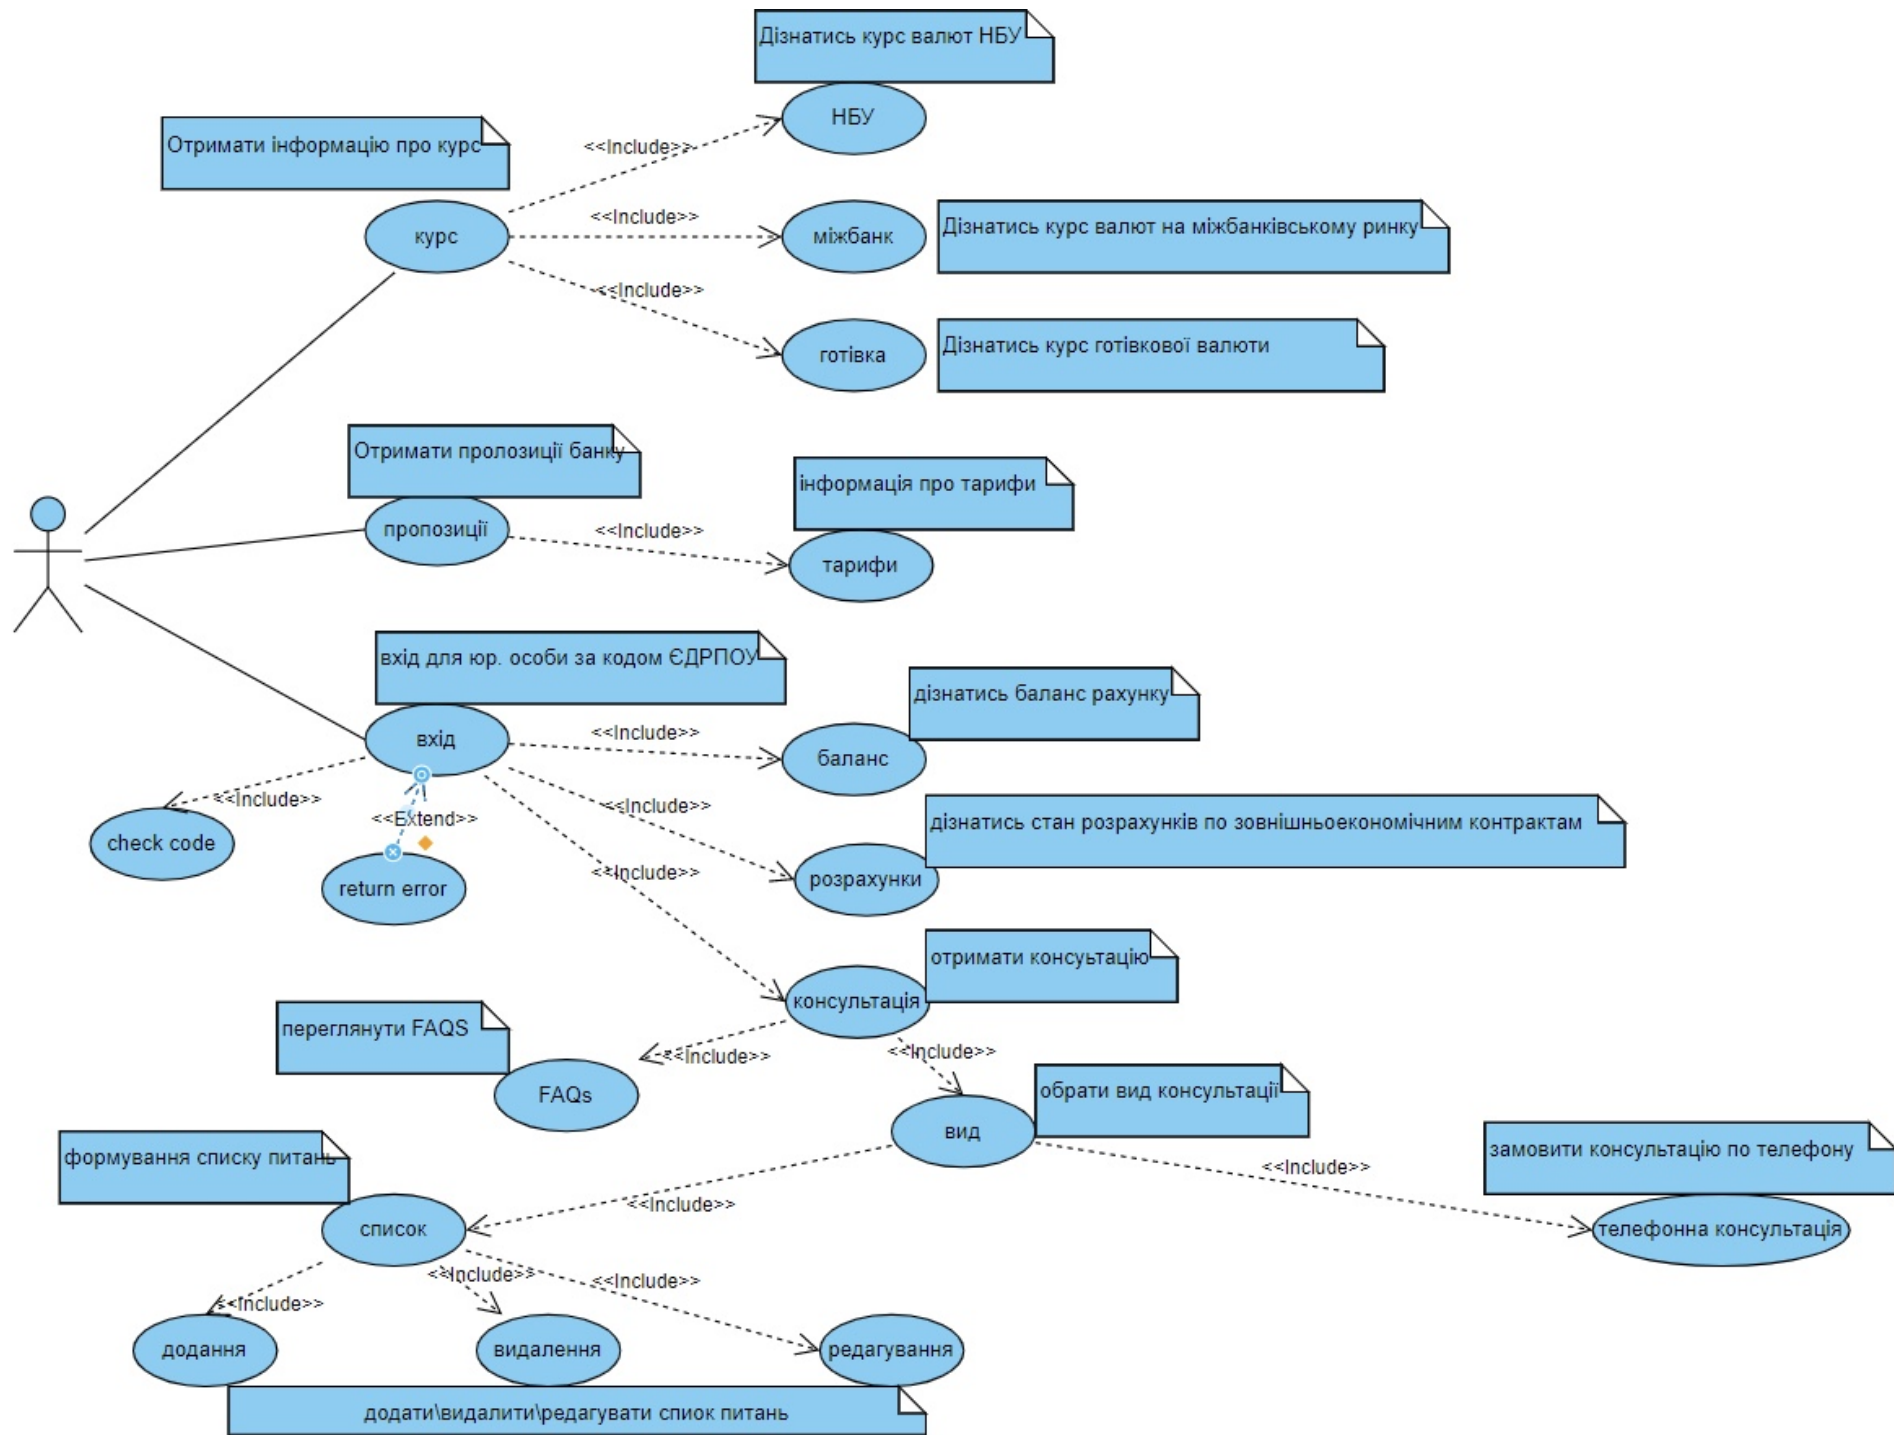 Дізнатись курс валют НБУ
НБУ
Отримати інформацію про курс
<<Include>>
<<Include>>
курс
міжбанк
Дізнатись курс валют на міжбанківському ринку
<<Include>>
готівка
Дізнатись курс готівкової валюти
Отримати пролозиції банку
інформація про тарифи
пропозиції
<<Include>>
тарифи
вхід для юр. особи за кодом ЄДРПОУ
дізнатись баланс рахунку
вхід
<<Include>>
баланс
<<Include>>
<<Include>>
<<Extend>>
дізнатись стан розрахунків по зовнішньоекономічним контрактам
check code
return error
<<Include>>
розрахунки
отримати консуьтацію
консультація
переглянути FAQS
<<Include>>
<<Include>>
FAQs
обрати вид консультації
вид
формування списку питань
<<Include>>
замовити консультацію по телефону
<<Include>>
список
телефонна консультація
<<Include>>
<<Include>>
<<Include>>
додання
видалення
редагування
додати\видалити\редагувати спиок питань